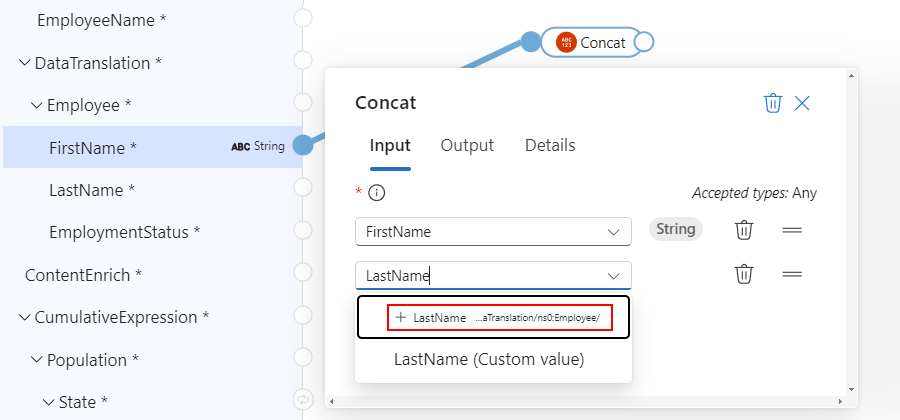 EmployeeName *
DataTranslation *
Employee *
FirstName *
ABC String
LastName *
EmploymentStatus *
ContentEnrich *
CumulativeExpression *
Population *
State *
ABC
123
Concat
Concat
Input
Output
Details
*
Accepted types: Any
FirstName
String
LastName
+ LastName ...aTranslation/ns0:Employee/
LastName (Custom value)